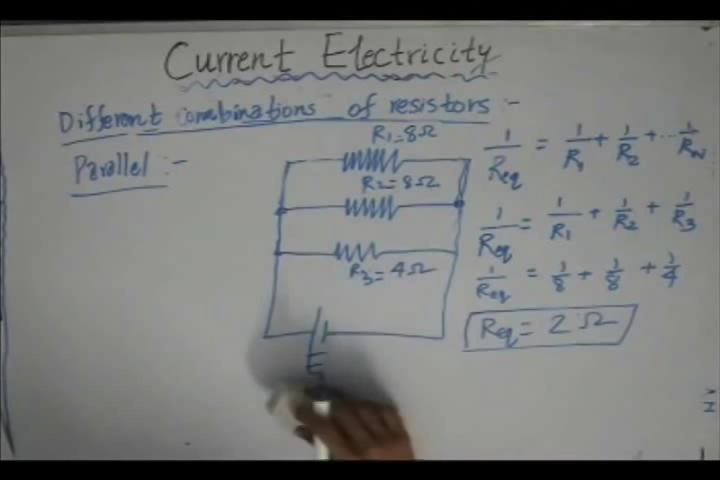 Current Electricity
Different combinations of resistors :-
Parallel :-
R1=8Ω
R2=8Ω
R3=4Ω
E
1/Req = 1/R1 + 1/R2 + ... 1/RN
1/Req = 1/R1 + 1/R2 + 1/R3
1/Req = 1/8 + 1/8 + 1/4
Req = 2Ω